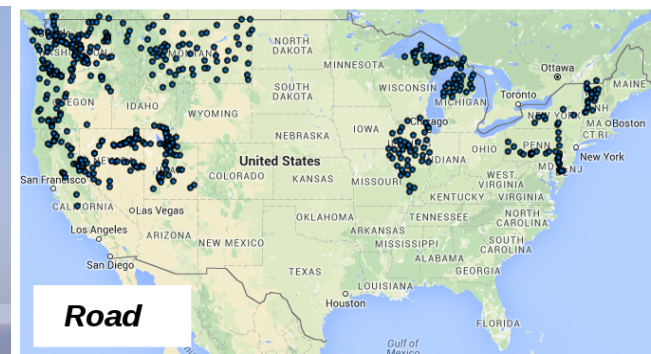 NORTH
DAKOTA
MONTANA
MINNESOTA
Ottawa
MAINE
SOUTH
DAKOTA
WISCONSIN
MICHIGAN
Toronto
OREGON
IDAHO
WYOMING
NH
MA
Boston
CT RI
Chicago
IOWA
NEBRASKA
PENN
New York
OHIO
INDIANA
United States
MD
NJ
San Francisco
COLORADO
KANSAS
MISSOURI
WEST
VIRGINIA
KENTUCKY
VIRGINIA
CALIFORNIA
Las Vegas
OKLAHOMA
TENNESSEE
NORTH
CAROLINA
Los Angeles
ARIZONA
NEW MEXICO
ARKANSAS
SOUTH
CAROLINA
MISSISSIPPI
San Diego
ALABAMA
TEXAS
GEORGIA
LOUISIANA
Houston
Road
FLORIDA
Gulf of
Mexico